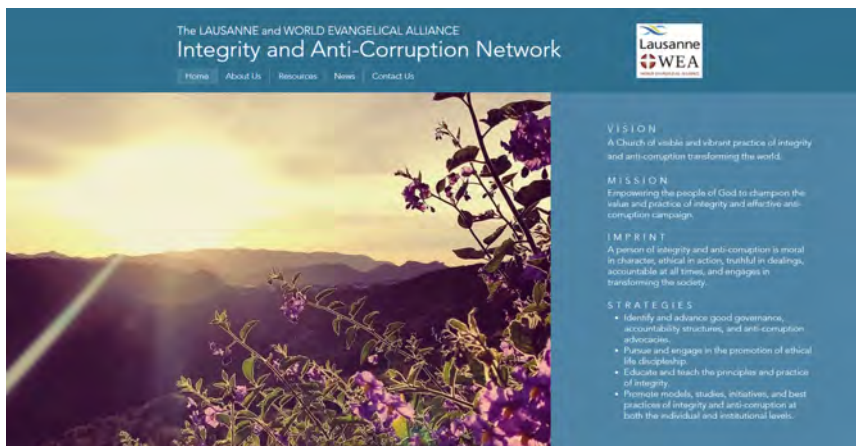 The LAUSANNE and WORLD EVANGELICAL ALLIANCE
Integrity and Anti-Corruption Network
Home About Us Resources News Contact Us
Lausanne
WEA
WORLD EVANGELICAL ALLIANCE
VISION
A Church of visible and vibrant practice of integrity
and anti-corruption transforming the world.
MISSION
Empowering the people of God to champion the
value and practice of integrity and effective anti-
corruption campaign.
IMPRINT
A person of integrity and anti-corruption is moral
in character, ethical in action, truthful in dealings,
accountable at all times, and engages in
transforming the society.
STRATEGIES
• Identify and advance good governance,
accountability structures, and anti-corruption
advocacies.
• Pursue and engage in the promotion of ethical
life discipleship.
• Educate and teach the principles and practice
of integrity.
• Promote models, studies, initiatives, and best
practices of integrity and anti-corruption at
both the individual and institutional levels.